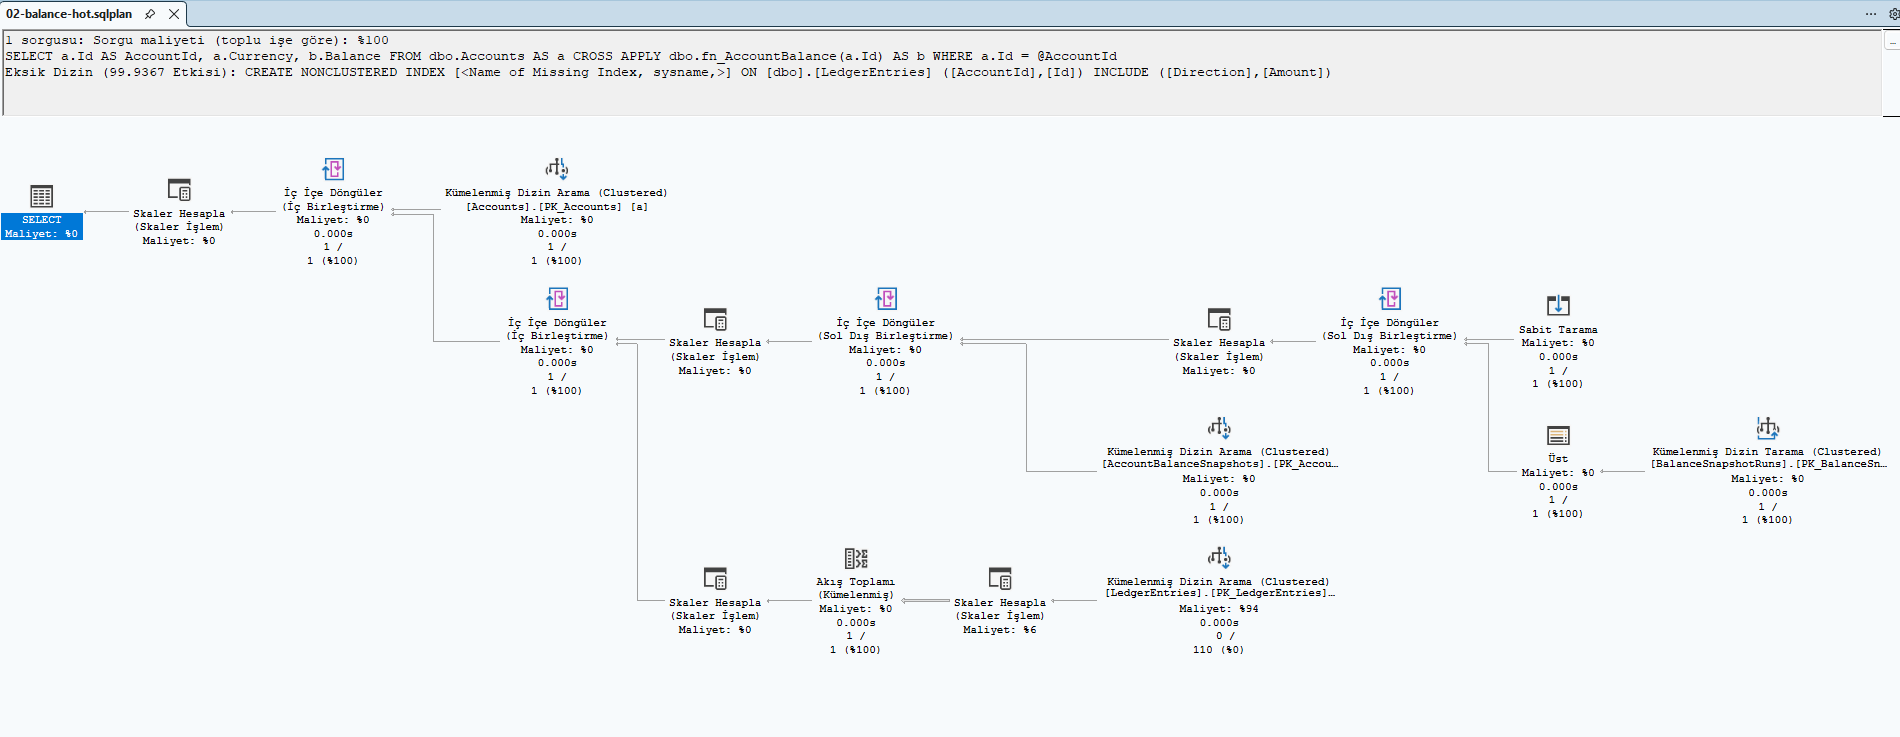 02-balance-hot.sqlplan
1 sorgusu: Sorgu maliyeti (toplu işe göre): %100
SELECT a.Id AS AccountId, a.Currency, b.Balance FROM dbo.Accounts AS a CROSS APPLY dbo.fn_AccountBalance(a.Id) AS b WHERE a.Id = @AccountId
Eksik Dizin (99.9367 Etkisi): CREATE NONCLUSTERED INDEX [<Name of Missing Index, sysname,>] ON [dbo].[LedgerEntries] ([AccountId],[Id]) INCLUDE ([Direction],[Amount])
SELECT
Maliyet: %0
Skaler Hesapla
(Skaler İşlem)
Maliyet: %0
İç İçe Döngüler
(İç Birleştirme)
Maliyet: %0
0.000s
1 /
1 (%100)
Kümelenmiş Dizin Arama (Clustered)
[Accounts].[PK_Accounts] [a]
Maliyet: %0
0.000s
1 /
1 (%100)
İç İçe Döngüler
(İç Birleştirme)
Maliyet: %0
0.000s
1 /
1 (%100)
Skaler Hesapla
(Skaler İşlem)
Maliyet: %0
İç İçe Döngüler
(Sol Dış Birleştirme)
Maliyet: %0
0.000s
1 /
1 (%100)
Skaler Hesapla
(Skaler İşlem)
Maliyet: %0
İç İçe Döngüler
(Sol Dış Birleştirme)
Maliyet: %0
0.000s
1 /
1 (%100)
Sabit Tarama
Maliyet: %0
0.000s
1 /
1 (%100)
Kümelenmiş Dizin Arama (Clustered)
[AccountBalanceSnapshots].[PK_Accou…
Maliyet: %0
0.000s
1 /
1 (%100)
Üst
Maliyet: %0
0.000s
1 /
1 (%100)
Kümelenmiş Dizin Tarama (Clustered)
[BalanceSnapshotRuns].[PK_BalanceSn…
Maliyet: %0
0.000s
1 /
1 (%100)
Skaler Hesapla
(Skaler İşlem)
Maliyet: %0
Akış Toplamı
(Kümelenmiş)
Maliyet: %0
0.000s
1 /
1 (%100)
Skaler Hesapla
(Skaler İşlem)
Maliyet: %6
Kümelenmiş Dizin Arama (Clustered)
[LedgerEntries].[PK_LedgerEntries]…
Maliyet: %94
0.000s
0 /
110 (%0)